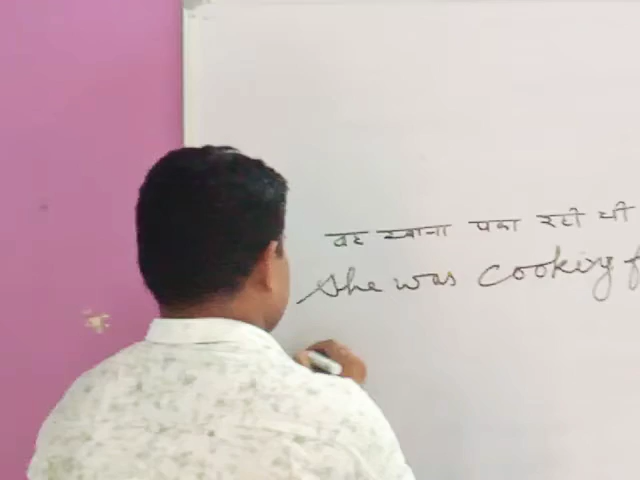 वह खाना पका रही थी
She was cooking